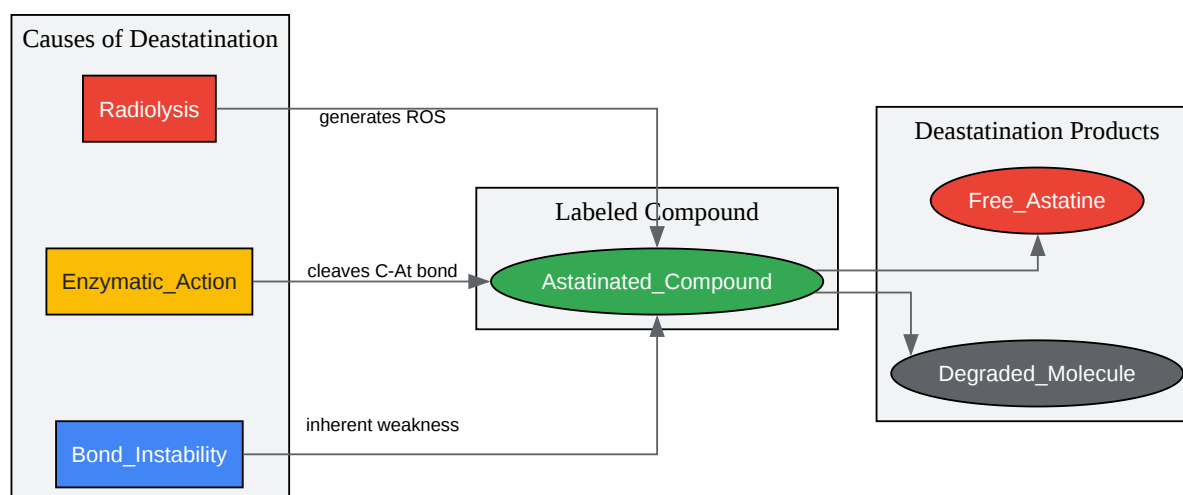 Causes of Deastatination
Radiolysis
generates ROS
Enzymatic_Action
cleaves C-At bond
Bond_Instability
inherent weakness
Labeled Compound
Astatinated_Compound
Deastatination Products
Free_Astatine
Degraded_Molecule